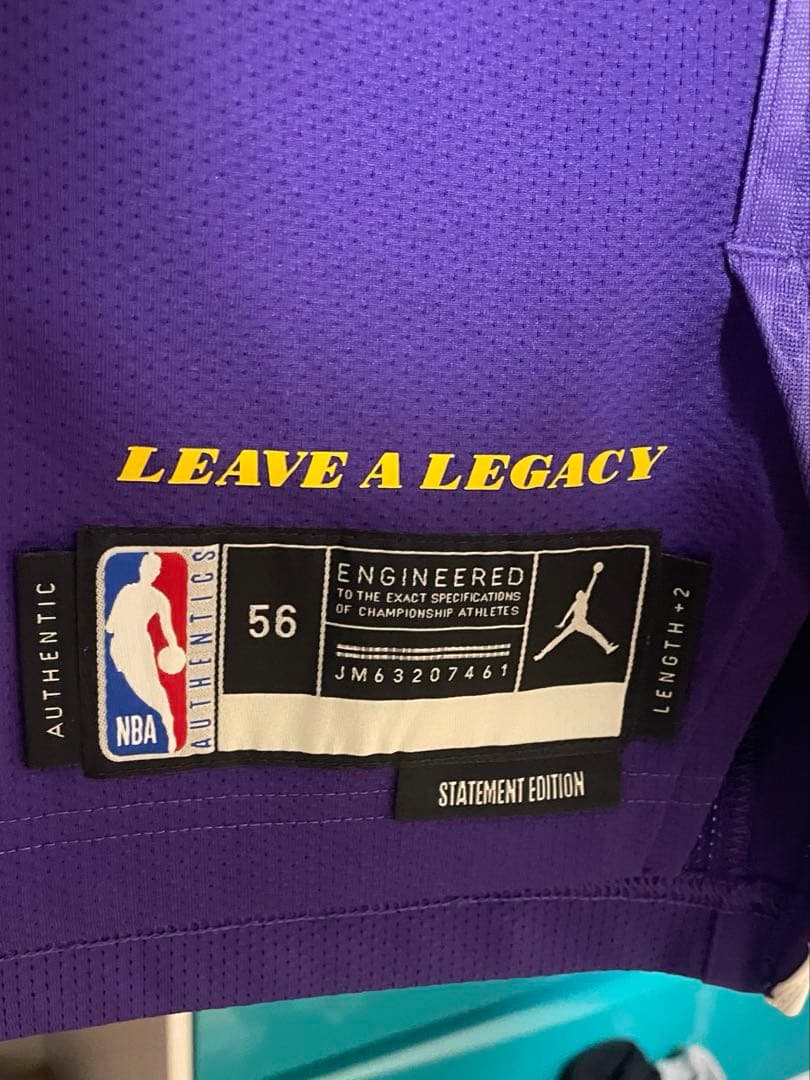 LEAVE A LEGACY
AUTHENTIC
NBA
AUTHENTICS
56
ENGINEERED
TO THE EXACT SPECIFICATIONS
OF CHAMPIONSHIP ATHLETES
JM63207461
LENGTH+2
STATEMENT EDITION